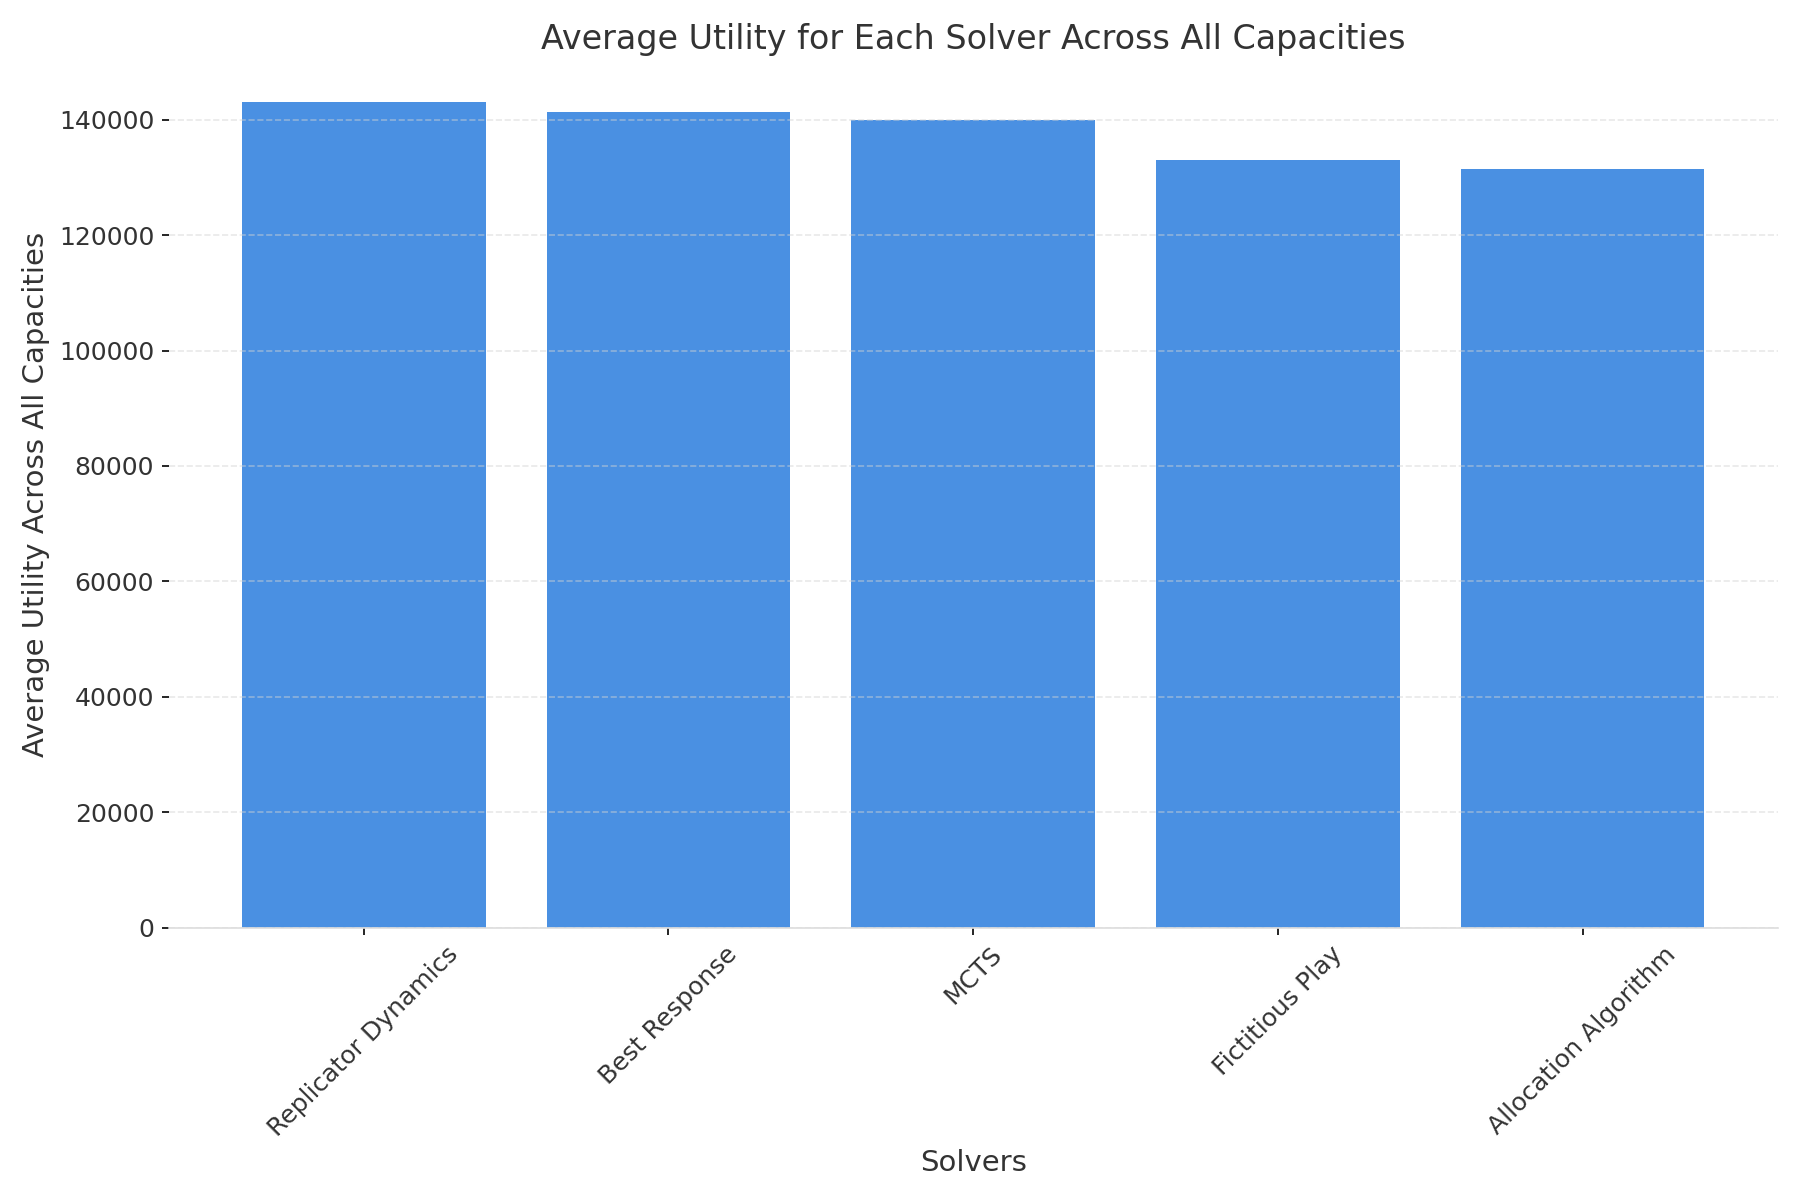 Average Utility for Each Solver Across All Capacities
Average Utility Across All Capacities
140000
120000
100000
80000
60000
40000
20000
0
Replicator Dynamics
Best Response
MCTS
Fictitious Play
Allocation Algorithm
Solvers